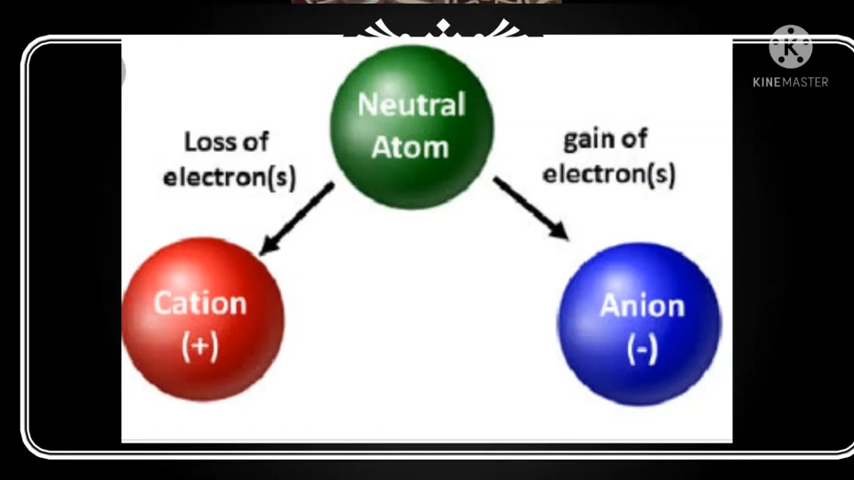 Neutral
Atom
Loss of
electron(s)
gain of
electron(s)
Cation
(+)
Anion
(-)
K
KINEMASTER